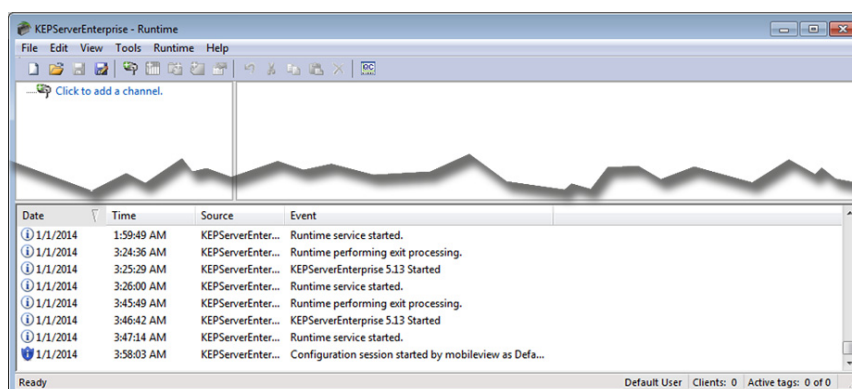 KEPServerEnterprise - Runtime
File Edit View Tools Runtime Help
Click to add a channel.
Date Time Source Event
1/1/2014 1:59:49 AM KEPServerEnter... Runtime service started.
1/1/2014 3:24:36 AM KEPServerEnter... Runtime performing exit processing.
1/1/2014 3:25:29 AM KEPServerEnter... KEPServerEnterprise 5.13 Started
1/1/2014 3:26:00 AM KEPServerEnter... Runtime service started.
1/1/2014 3:45:49 AM KEPServerEnter... Runtime performing exit processing.
1/1/2014 3:46:42 AM KEPServerEnter... KEPServerEnterprise 5.13 Started
1/1/2014 3:47:14 AM KEPServerEnter... Runtime service started.
1/1/2014 3:58:03 AM KEPServerEnter... Configuration session started by mobileview as Defa...
Ready Default User Clients: 0 Active tags: 0 of 0